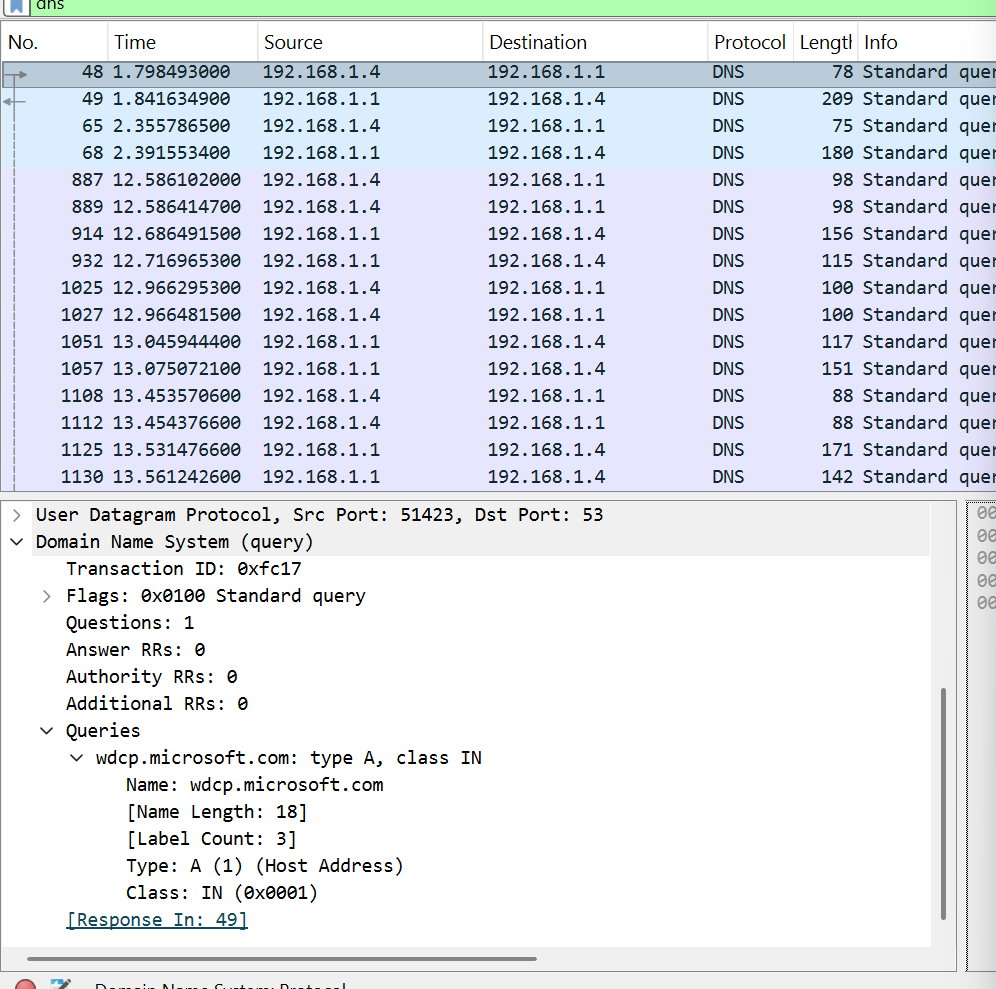 dns
No. Time Source Destination Protocol Lengtl Info
48 1.798493000 192.168.1.4 192.168.1.1 DNS 78 Standard quer
49 1.841634900 192.168.1.1 192.168.1.4 DNS 209 Standard quer
65 2.355786500 192.168.1.4 192.168.1.1 DNS 75 Standard quer
68 2.391553400 192.168.1.1 192.168.1.4 DNS 180 Standard quer
887 12.586102000 192.168.1.4 192.168.1.1 DNS 98 Standard quer
889 12.586414700 192.168.1.4 192.168.1.1 DNS 98 Standard quer
914 12.686491500 192.168.1.1 192.168.1.4 DNS 156 Standard quer
932 12.716965300 192.168.1.1 192.168.1.4 DNS 115 Standard quer
1025 12.966295300 192.168.1.4 192.168.1.1 DNS 100 Standard quer
1027 12.966481500 192.168.1.4 192.168.1.1 DNS 100 Standard quer
1051 13.045944400 192.168.1.1 192.168.1.4 DNS 117 Standard quer
1057 13.075072100 192.168.1.1 192.168.1.4 DNS 151 Standard quer
1108 13.453570600 192.168.1.4 192.168.1.1 DNS 88 Standard quer
1112 13.454376600 192.168.1.4 192.168.1.1 DNS 88 Standard quer
1125 13.531476600 192.168.1.1 192.168.1.4 DNS 171 Standard quer
1130 13.561242600 192.168.1.1 192.168.1.4 DNS 142 Standard quer
User Datagram Protocol, Src Port: 51423, Dst Port: 53
Domain Name System (query)
Transaction ID: 0xfc17
Flags: 0x0100 Standard query
Questions: 1
Answer RRs: 0
Authority RRs: 0
Additional RRs: 0
Queries
wdcp.microsoft.com: type A, class IN
Name: wdcp.microsoft.com
[Name Length: 18]
[Label Count: 3]
Type: A (1) (Host Address)
Class: IN (0x0001)
[Response In: 49]
00
00
00
00
00
Domain Name System: Protocol